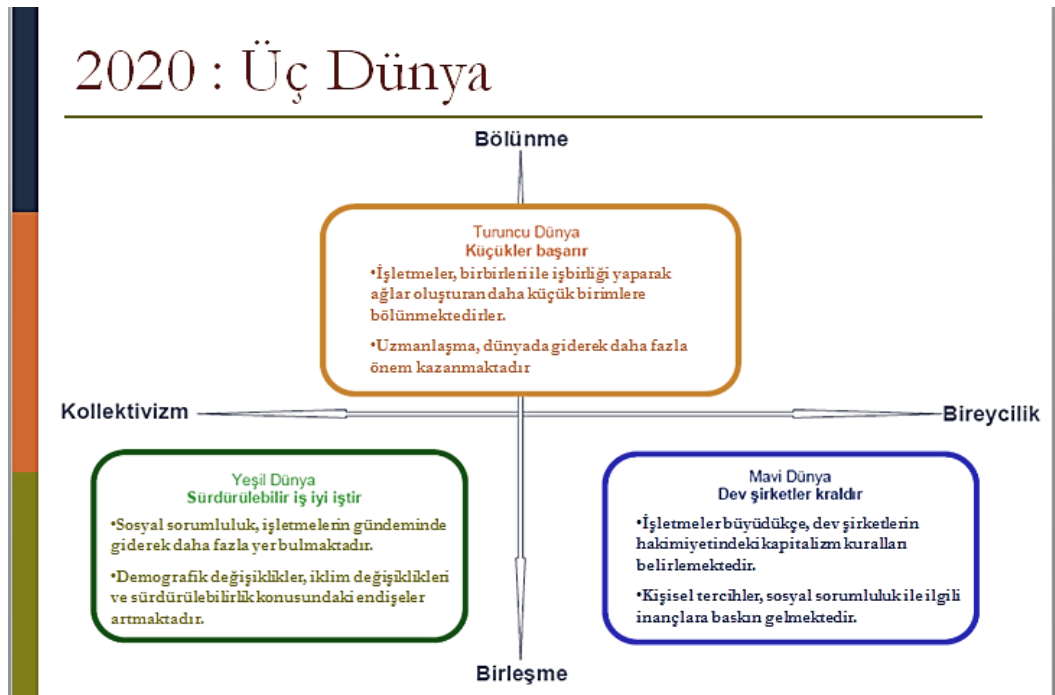 2020 : Üç Dünya
Bölünme
Turuncu Dünya
Küçükler başarır
•İşletmeler, birbirleri ile işbirliği yaparak
ağlar oluşturan daha küçük birimlere
bölünmektedirler.
•Uzmanlaşma, dünyada giderek daha fazla
önem kazanmaktadır
Kollektivizm
Bireycilik
Yeşil Dünya
Sürdürülebilir iş iyi iştir
•Sosyal sorumluluk, işletmelerin gündeminde
giderek daha fazla yer bulmaktadır.
•Demografik değişiklikler, iklim değişiklikleri
ve sürdürülebilirlik konusundaki endişeler
artmaktadır.
Mavi Dünya
Dev şirketler kraldır
•İşletmeler büyüdükçe, dev şirketlerin
hakimiyetindeki kapitalizm kuralları
belirlemektedir.
•Kişisel tercihler, sosyal sorumluluk ile ilgili
inançlara baskın gelmektedir.
Birleşme